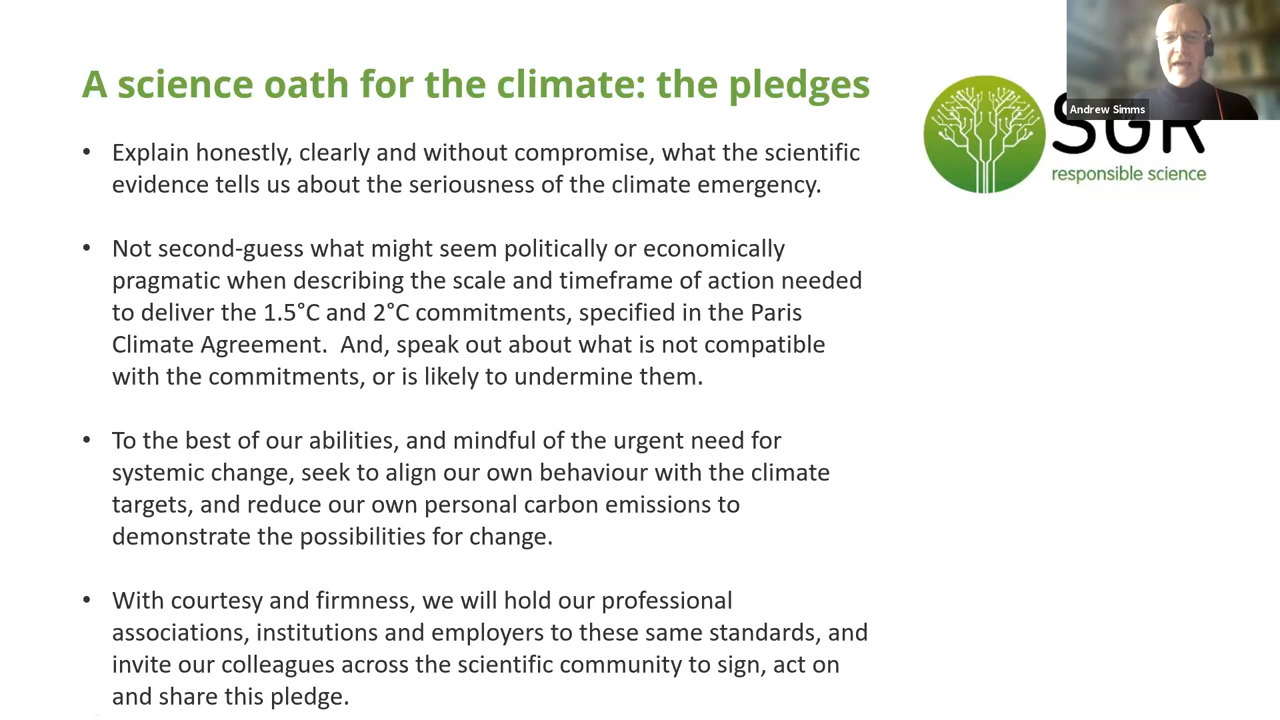 A science oath for the climate: the pledges
• Explain honestly, clearly and without compromise, what the scientific
evidence tells us about the seriousness of the climate emergency.
• Not second-guess what might seem politically or economically
pragmatic when describing the scale and timeframe of action needed
to deliver the 1.5°C and 2°C commitments, specified in the Paris
Climate Agreement.  And, speak out about what is not compatible
with the commitments, or is likely to undermine them.
• To the best of our abilities, and mindful of the urgent need for
systemic change, seek to align our own behaviour with the climate
targets, and reduce our own personal carbon emissions to
demonstrate the possibilities for change.
• With courtesy and firmness, we will hold our professional
associations, institutions and employers to these same standards, and
invite our colleagues across the scientific community to sign, act on
and share this pledge.
Andrew Simms
SGR
responsible science